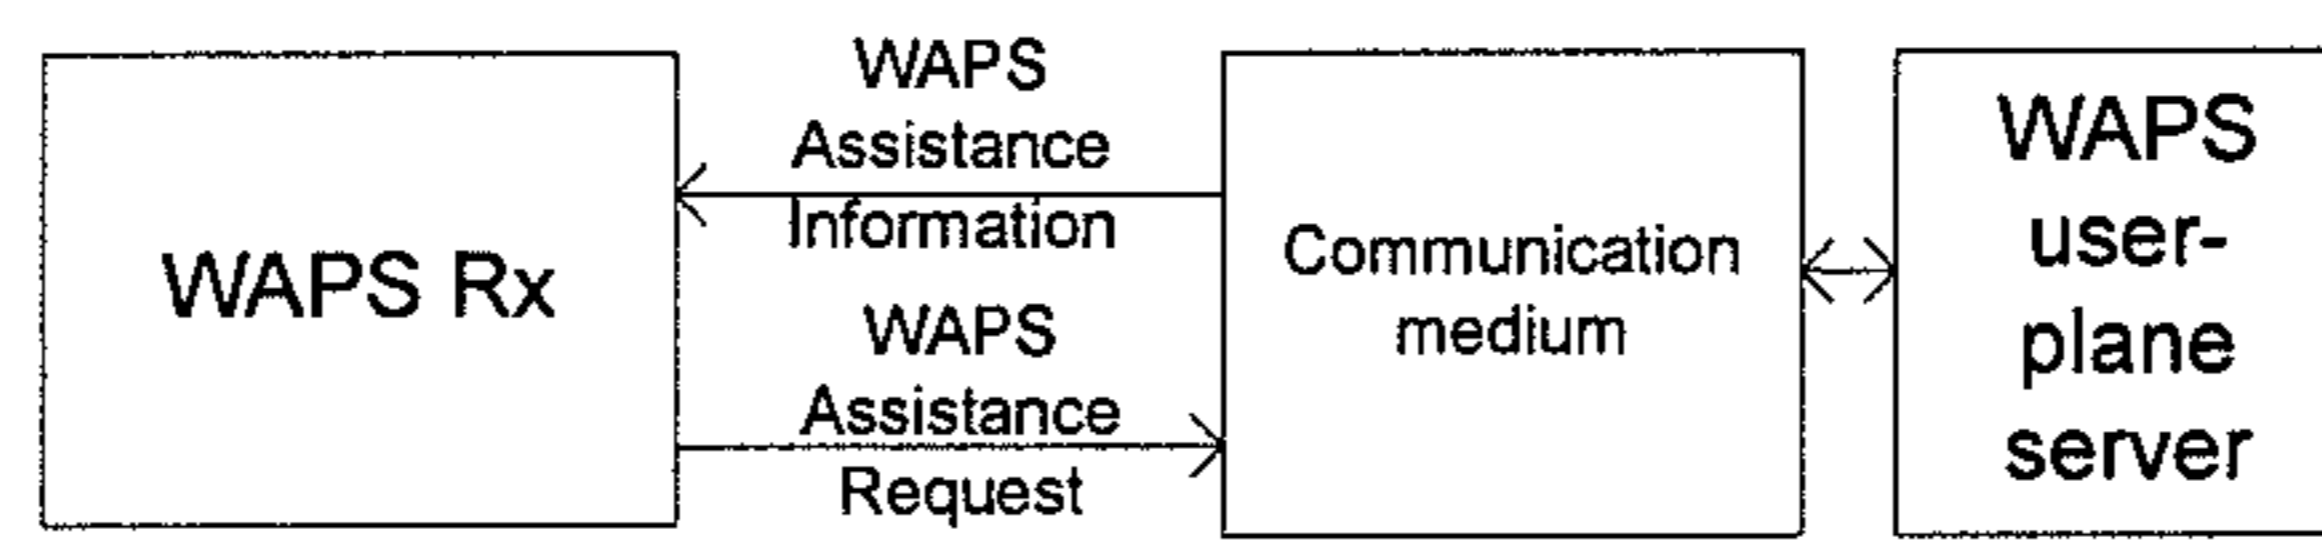 WAPS Rx
WAPS
Assistance
Information
WAPS
Assistance
Request
Communication
medium
WAPS
user-
plane
server